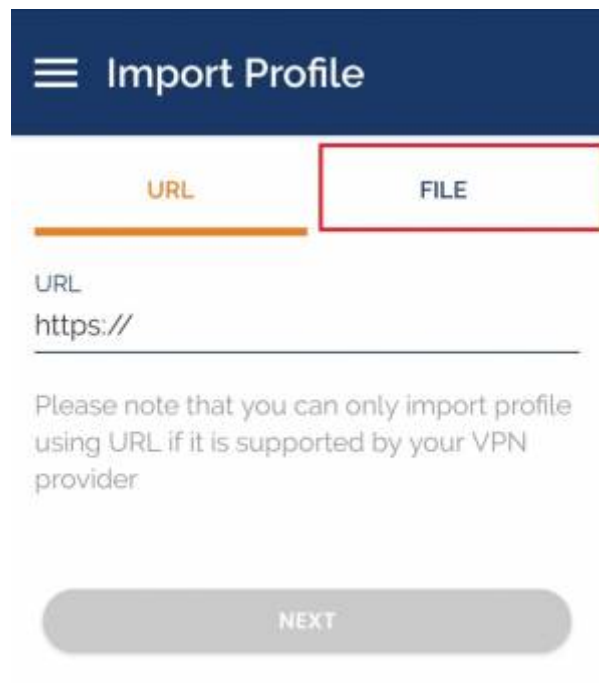 Import Profile
URL FILE
URL
https://
Please note that you can only import profile
using URL if it is supported by your VPN
provider
NEXT